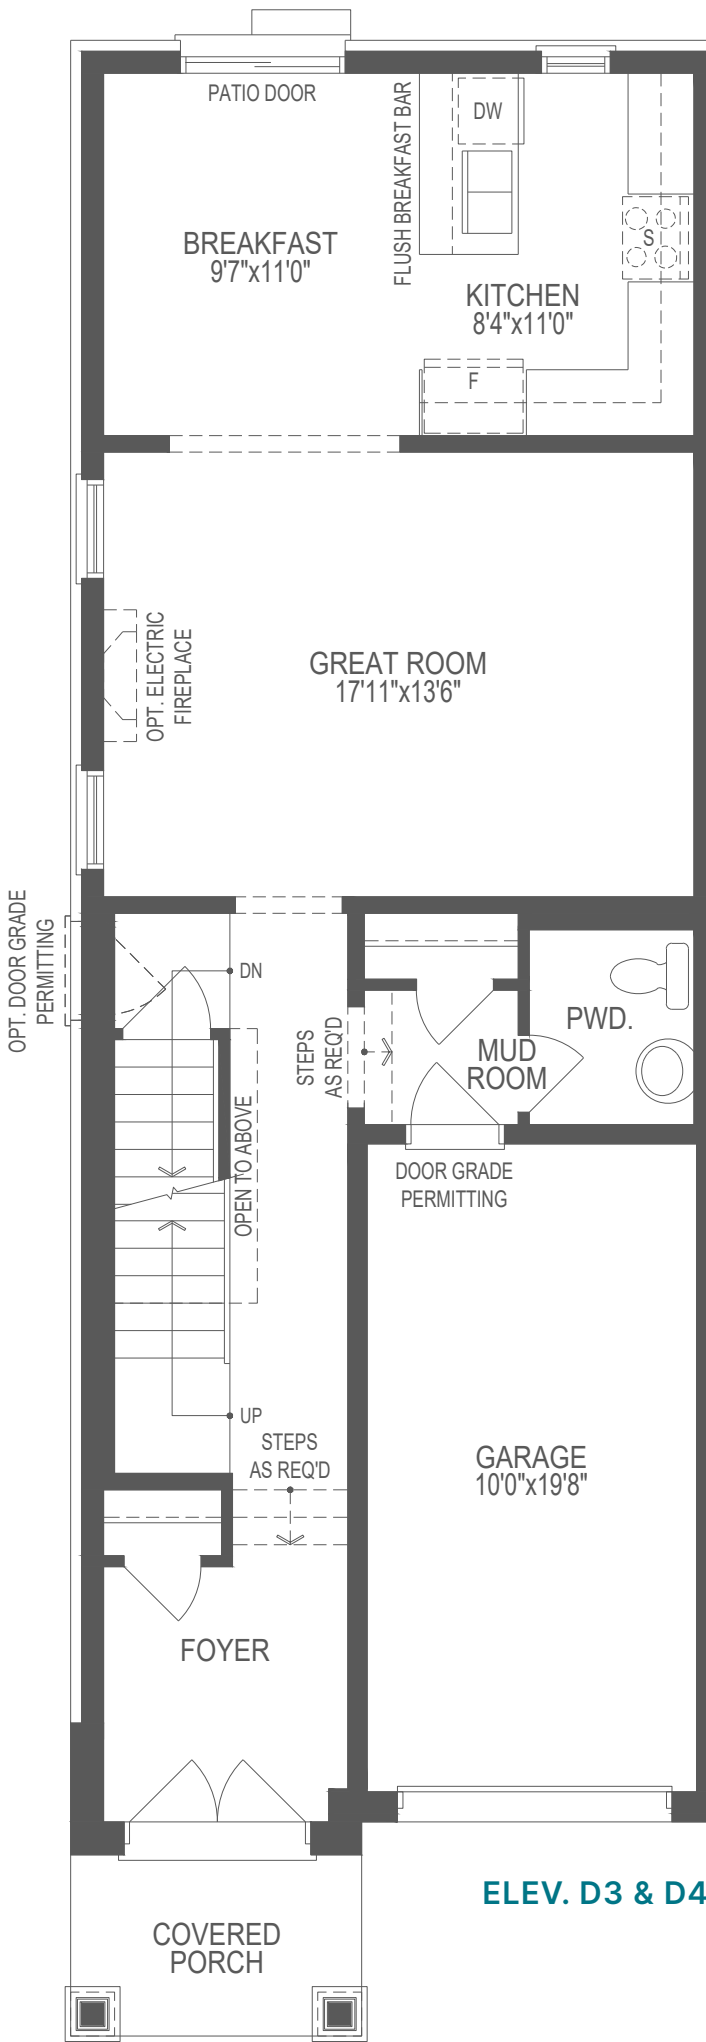 PATIO DOOR
FLUSH BREAKFAST BAR
DW
BREAKFAST
9'7"x11'0"
S
KITCHEN
8'4"x11'0"
F
GREAT ROOM
17'11"x13'6"
OPT. ELECTRIC
FIREPLACE
OPT. DOOR GRADE
PERMITTING
DN
STEPS
AS REQ'D
MUD
ROOM
PWD.
OPEN TO ABOVE
DOOR GRADE
PERMITTING
UP
STEPS
AS REQ'D
GARAGE
10'0"x19'8"
FOYER
ELEV. D3 & D4
COVERED
PORCH